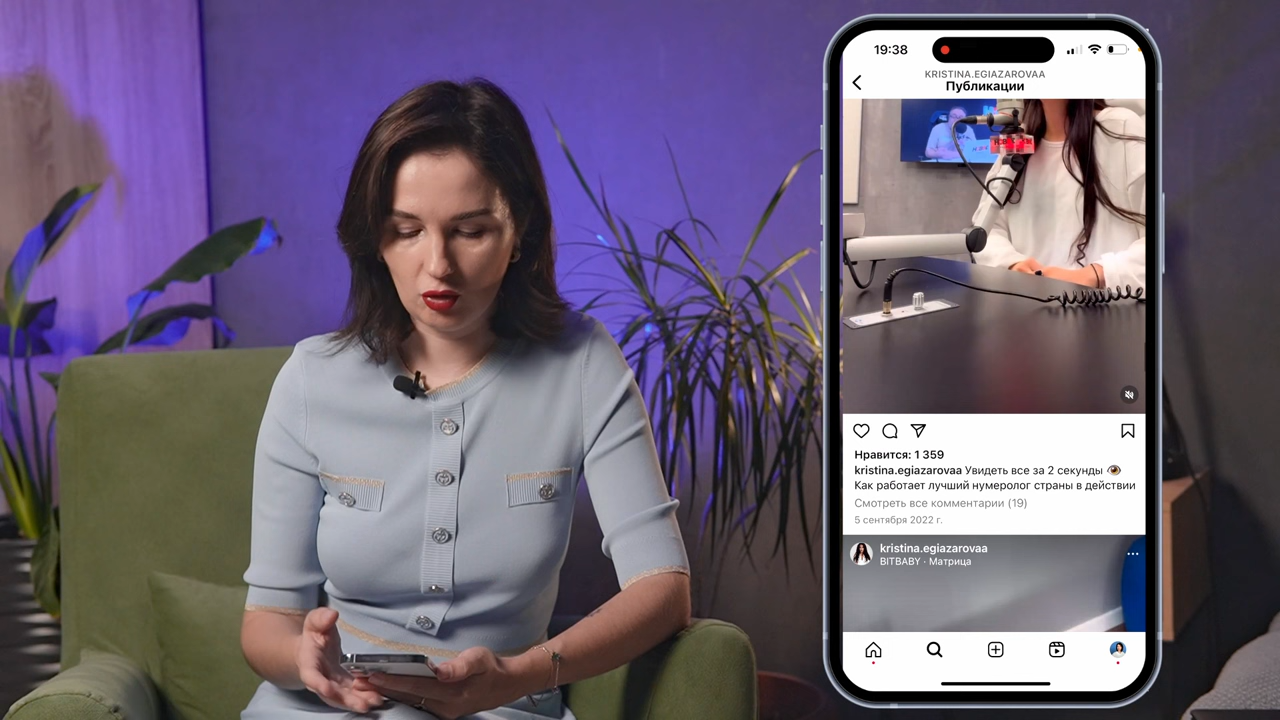 19:38
KRISTINA.EGIAZAROVAA
Публикации
Нравится: 1 359
kristina.egiazarovaa Увидеть все за 2 секунды 👁
Как работает лучший нумеролог страны в действии
Смотреть все комментарии (19)
5 сентября 2022 г.
kristina.egiazarovaa
BITBABY · Матрица